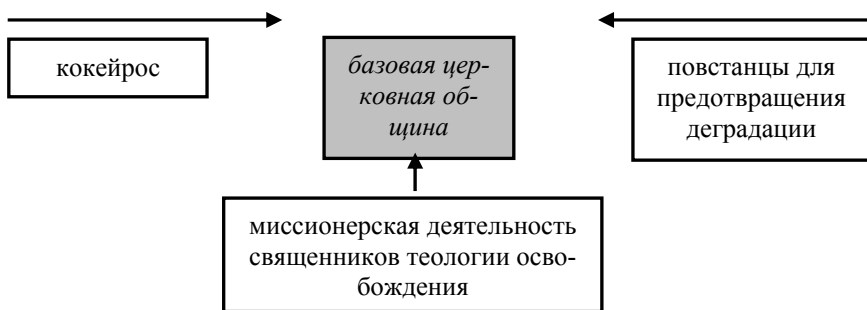 кокейрос
базовая цер-
ковная об-
щина
повстанцы для
предотвращения
деградации
миссионерская деятельность
священников теологии осво-
бождения